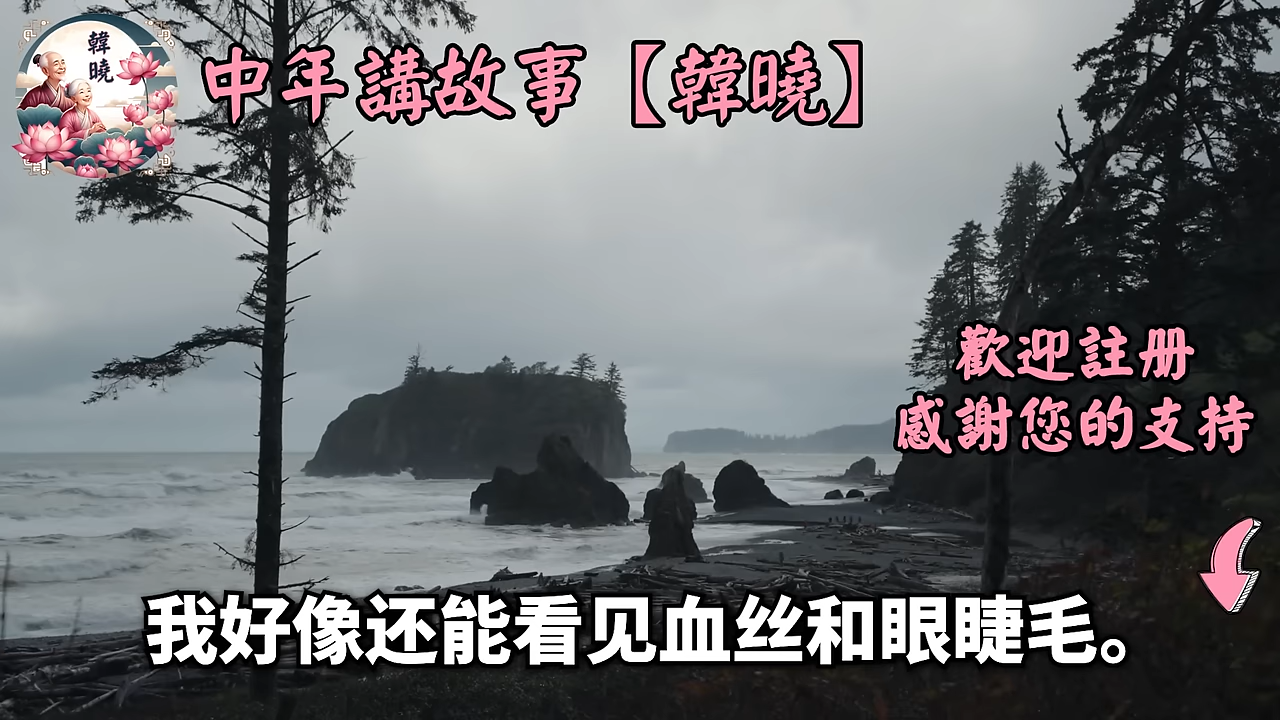 韓
曉
中年講故事【韓曉】
歡迎註册
感謝您的支持
我好像还能看见血丝和眼睫毛。